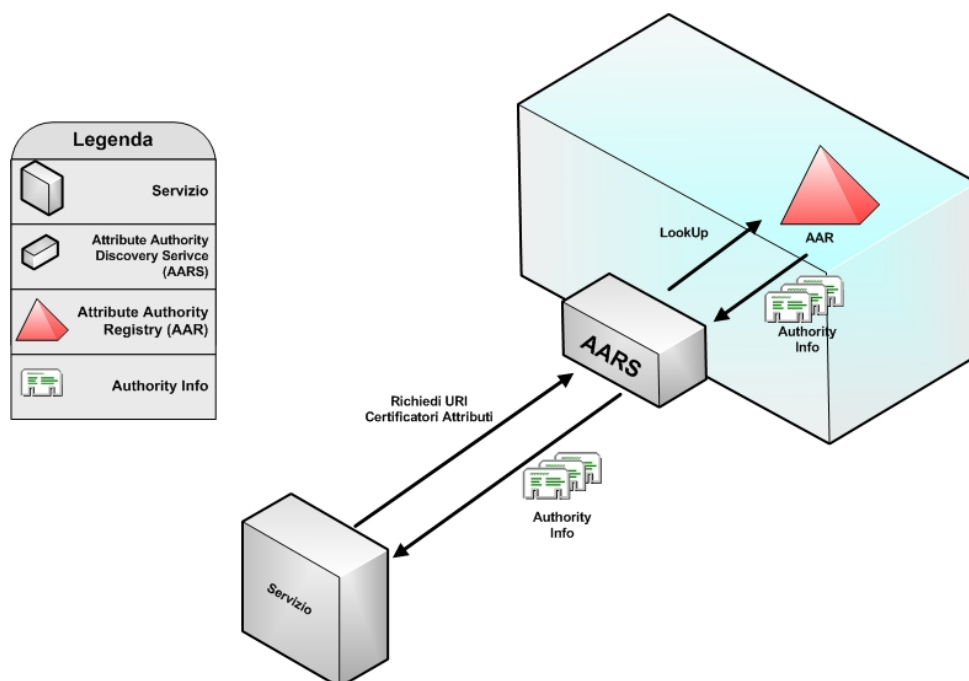 Legenda
Servizio
Attribute Authority
Discovery Serivce
(AARS)
Attribute Authority
Registry (AAR)
Authority Info
LookUp
AAR
Authority
Info
AARS
Richiedi URI
Certificatori Attributi
Authority
Info
Servizio